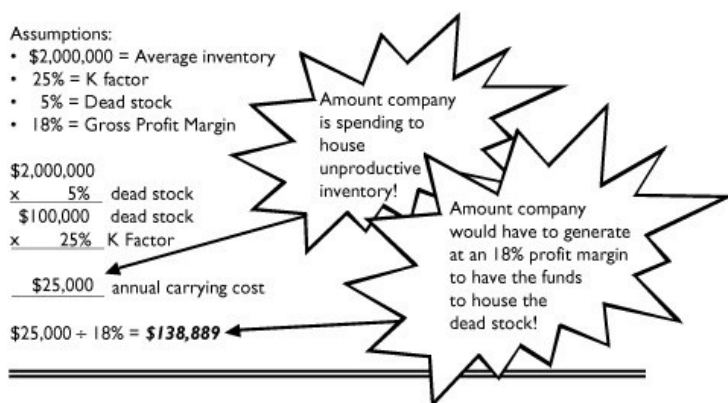 Assumptions:
• $2,000,000 = Average inventory
• 25% = K factor
• 5% = Dead stock
• 18% = Gross Profit Margin
$2,000,000
x 5% dead stock
$100,000 dead stock
x 25% K Factor
$25,000 annual carrying cost
$25,000 ÷ 18% = $138,889
Amount company
is spending to
house
unproductive
inventory!
Amount company
would have to generate
at an 18% profit margin
to have the funds
to house the
dead stock!